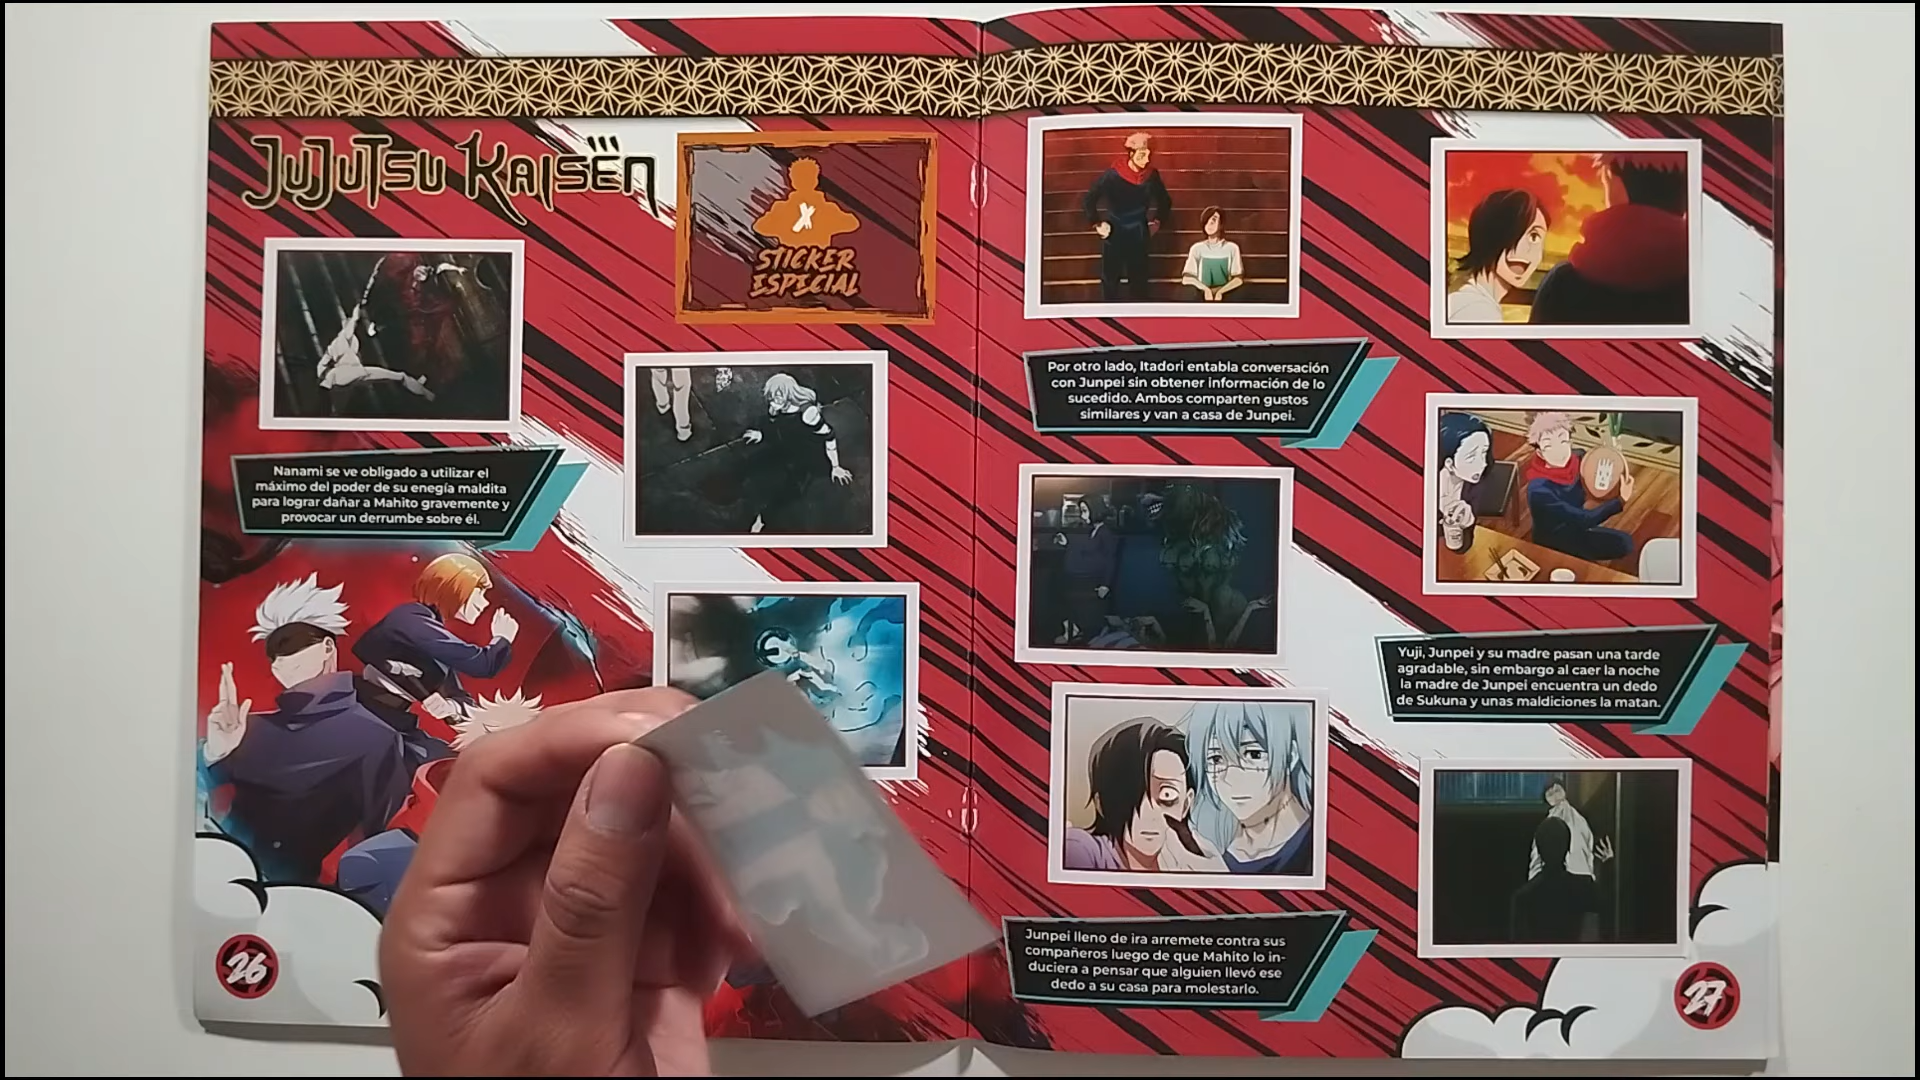 JUJUTSU KAISEN
STICKER
ESPECIAL
Nanami se ve obligado a utilizar el
máximo del poder de su enegía maldita
para lograr dañar a Mahito gravemente y
provocar un derrumbe sobre él.
26
Por otro lado, Itadori entabla conversación
con Junpei sin obtener información de lo
sucedido. Ambos comparten gustos
similares y van a casa de Junpei.
Yuji, Junpei y su madre pasan una tarde
agradable, sin embargo al caer la noche
la madre de Junpei encuentra un dedo
de Sukuna y unas maldiciones la matan.
Junpei lleno de ira arremete contra sus
compañeros luego de que Mahito lo in-
duciera a pensar que alguien llevó ese
dedo a su casa para molestarlo.
27